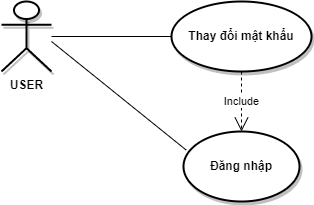 Thay đổi mật khẩu
USER
Include
Đăng nhập